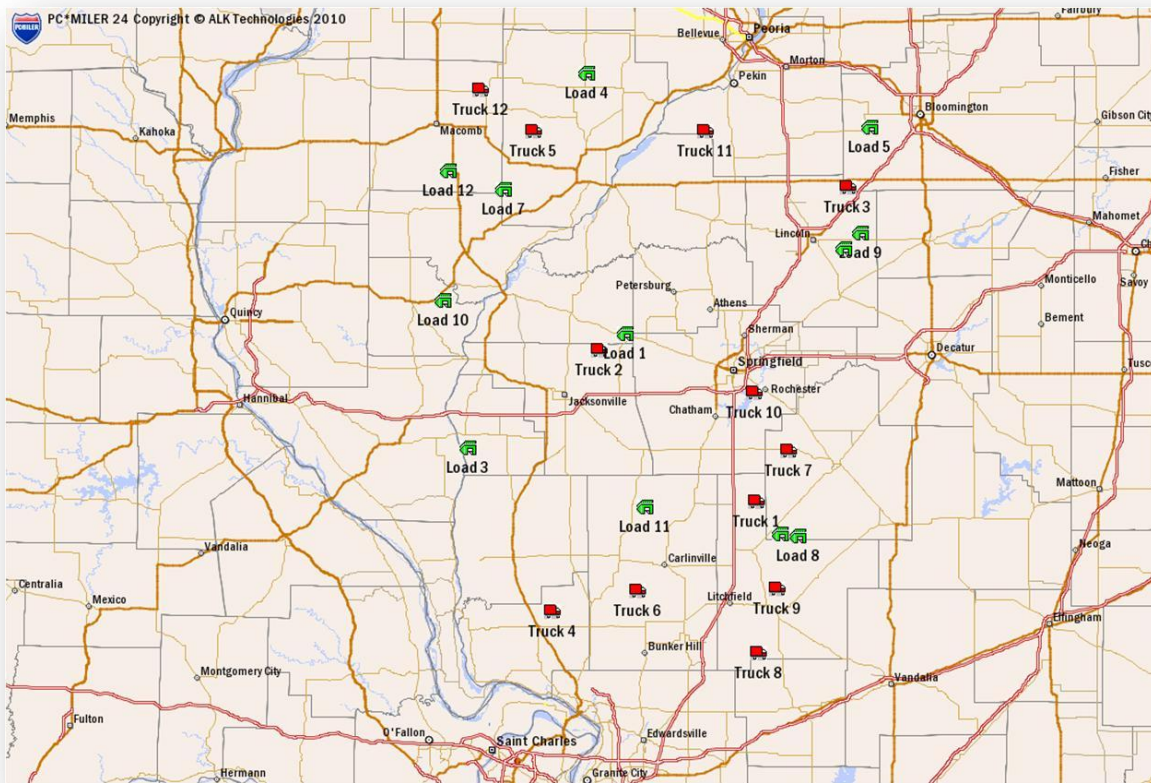 PC*MILER 24 Copyright © ALK Technologies 2010
PCMILER
Fairbury
Bellevue
Peoria
Morton
Pekin
Load 4
Truck 12
Bloomington
Gibson City
Memphis
Kahoka
Macomb
Truck 5
Truck 11
Load 5
Load 12
Load 7
Fisher
Truck 3
Mahomet
Lincoln
Load 9
Ch
Savoy
Petersburg
Monticello
Athens
Load 10
Quincy
Bement
Sherman
Load 1
Truck 2
Springfield
Decatur
Tusco
Rochester
Jacksonville
Hannibal
Truck 10
Chatham
Load 3
Truck 7
Mattoon
Truck 1
Load 11
Load 8
Vandalia
Carlinville
Neoga
Centralia
Mexico
Truck 6
Litchfield
Truck 9
Truck 4
Effingham
Bunker Hill
Truck 8
Montgomery City
Vandalia
Fulton
O'Fallon
Saint Charles
Edwardsville
Hermann
Granite City